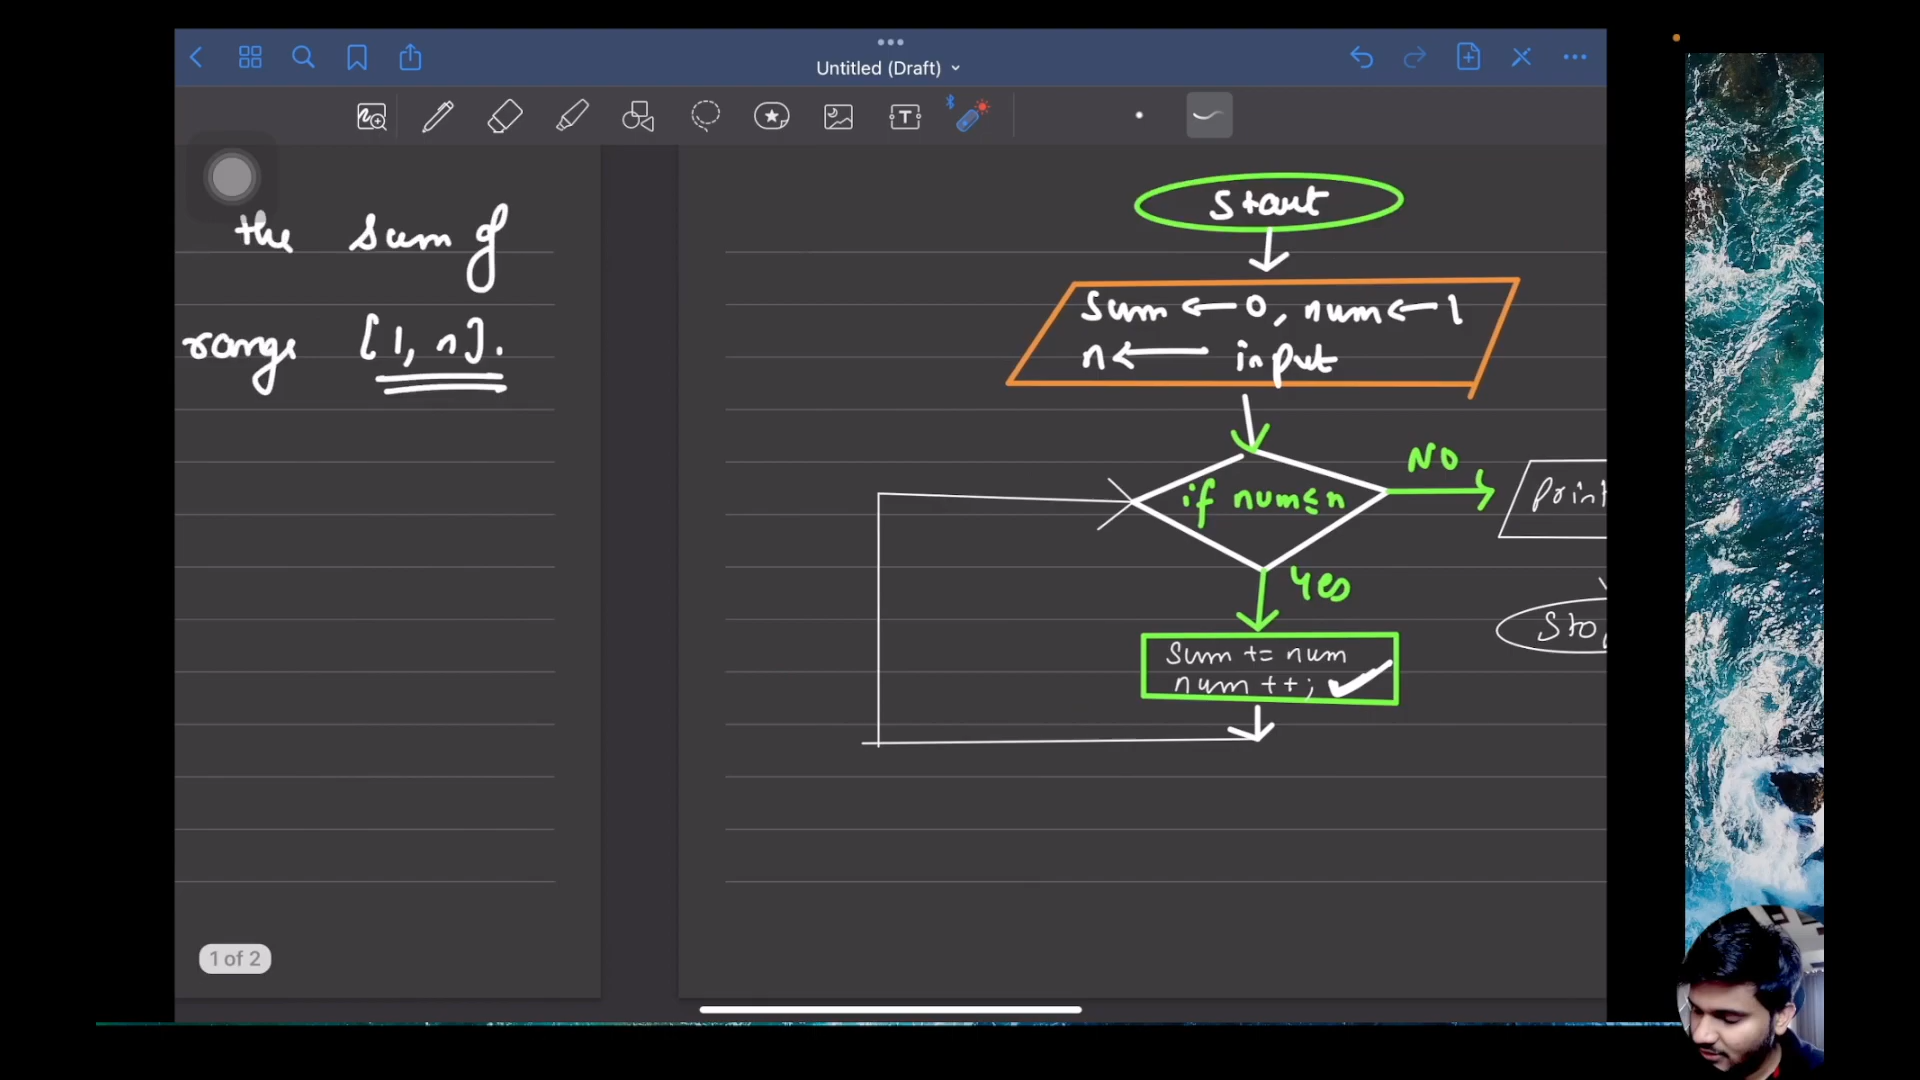 Untitled (Draft)
the sum of
range [1, n].
Start
Sum ← 0, num ← 1
n ← input
if num ≤ n
NO
Yes
Sum += num
num ++;
1 of 2